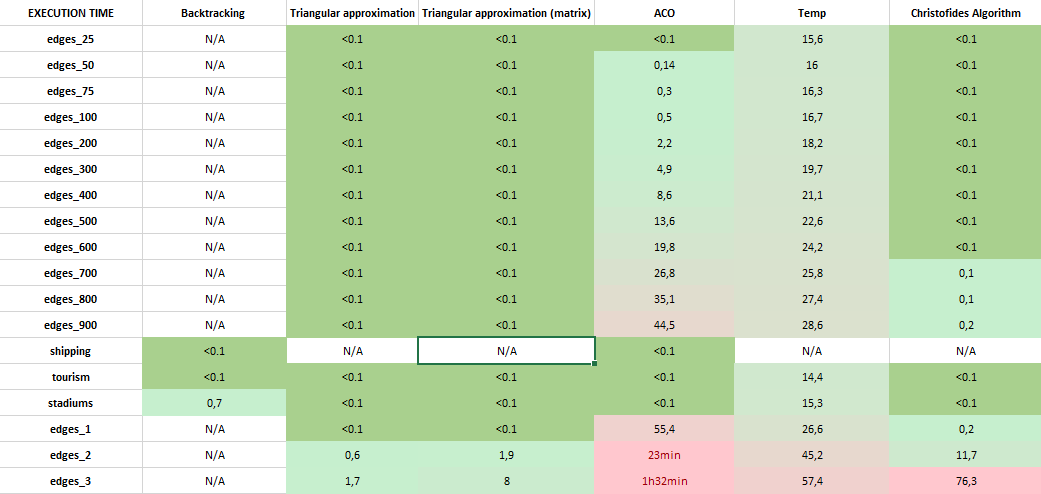 EXECUTION TIME Backtracking Triangular approximation Triangular approximation (matrix) ACO Temp Christofides Algorithm
edges_25 N/A <0.1 <0.1 <0.1 15,6 <0.1
edges_50 N/A <0.1 <0.1 0,14 16 <0.1
edges_75 N/A <0.1 <0.1 0,3 16,3 <0.1
edges_100 N/A <0.1 <0.1 0,5 16,7 <0.1
edges_200 N/A <0.1 <0.1 2,2 18,2 <0.1
edges_300 N/A <0.1 <0.1 4,9 19,7 <0.1
edges_400 N/A <0.1 <0.1 8,6 21,1 <0.1
edges_500 N/A <0.1 <0.1 13,6 22,6 <0.1
edges_600 N/A <0.1 <0.1 19,8 24,2 <0.1
edges_700 N/A <0.1 <0.1 26,8 25,8 0,1
edges_800 N/A <0.1 <0.1 35,1 27,4 0,1
edges_900 N/A <0.1 <0.1 44,5 28,6 0,2
shipping <0.1 N/A N/A <0.1 N/A N/A
tourism <0.1 <0.1 <0.1 <0.1 14,4 <0.1
stadiums 0,7 <0.1 <0.1 <0.1 15,3 <0.1
edges_1 N/A <0.1 <0.1 55,4 26,6 0,2
edges_2 N/A 0,6 1,9 23min 45,2 11,7
edges_3 N/A 1,7 8 1h32min 57,4 76,3